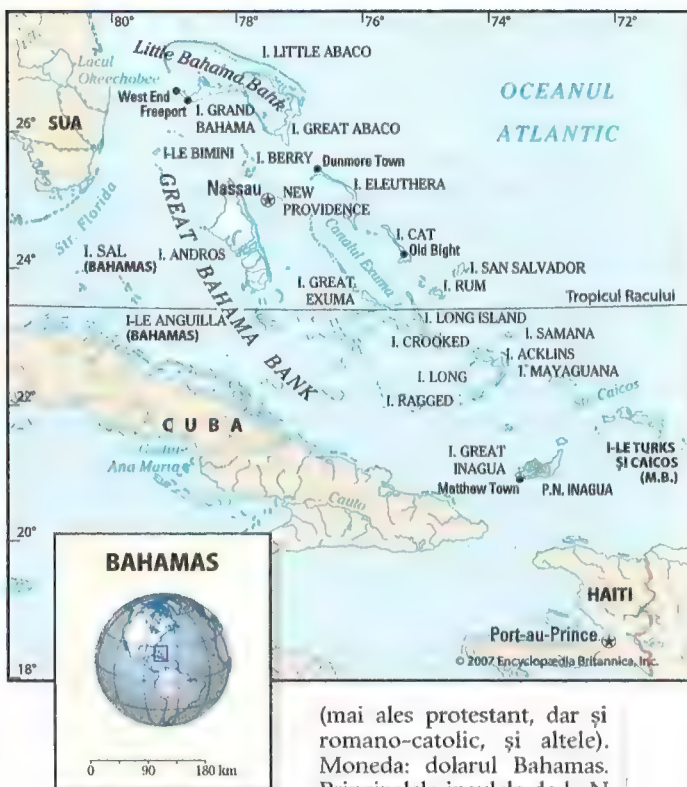 80°
78°
76°
74°
72°
Little Bahama Bank
I. LITTLE ABACO
Lacul
Okeechobee
West End
Freeport
I. GRAND
BAHAMA
OCEANUL
ATLANTIC
SUA
26°
I. GREAT ABACO
I-LE BIMINI
I. BERRY
Dunmore Town
Nassau
NEW
PROVIDENCE
I. ELEUTHERA
Str. Florida
GREAT BAHAMA BANK
Canalul Exuma
I. CAT
Old Bight
I. SAL
(BAHAMAS)
I. ANDROS
24°
I. SAN SALVADOR
I. RUM
I. GREAT
EXUMA
Tropicul Racului
I-LE ANGUILLA
(BAHAMAS)
I. LONG ISLAND
I. SAMANA
I. CROOKED
I. ACKLINS
I. MAYAGUANA
I. LONG
22°
I. RAGGED
Str. Caicos
CUBA
I-LE TURKS
ȘI CAICOS
(M.B.)
Ana Maria
I. GREAT
INAGUA
Matthew Town
P.N. INAGUA
Cauto
20°
BAHAMAS
HAITI
Port-au-Prince
© 2007 Encyclopædia Britannica, Inc.
18°
0 90 180 km
(mai ales protestant, dar și
romano-catolic, și altele).
Moneda: dolarul Bahamas.